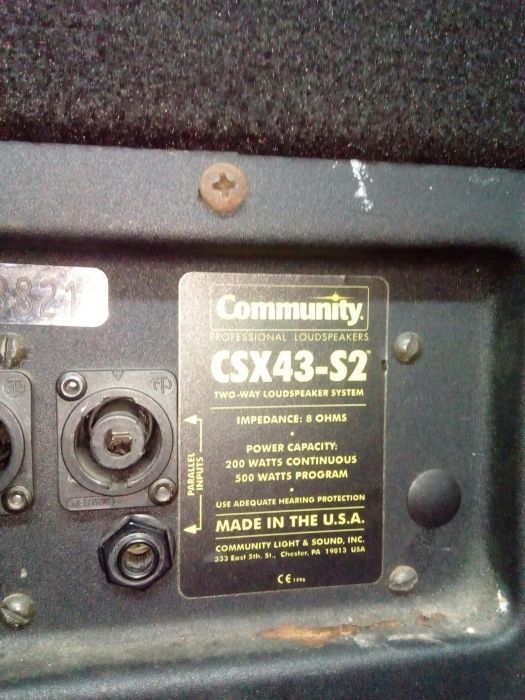 3821
Community.
PROFESSIONAL LOUDSPEAKERS
CSX43-S2™
TWO-WAY LOUDSPEAKER SYSTEM
IMPEDANCE: 8 OHMS
•
POWER CAPACITY:
200 WATTS CONTINUOUS
500 WATTS PROGRAM
•
PARALLEL
INPUTS
USE ADEQUATE HEARING PROTECTION
MADE IN THE U.S.A.
COMMUNITY LIGHT & SOUND, INC.
333 East 5th. St., Chester, PA 19013 USA
CE 1996
NEUTRIK